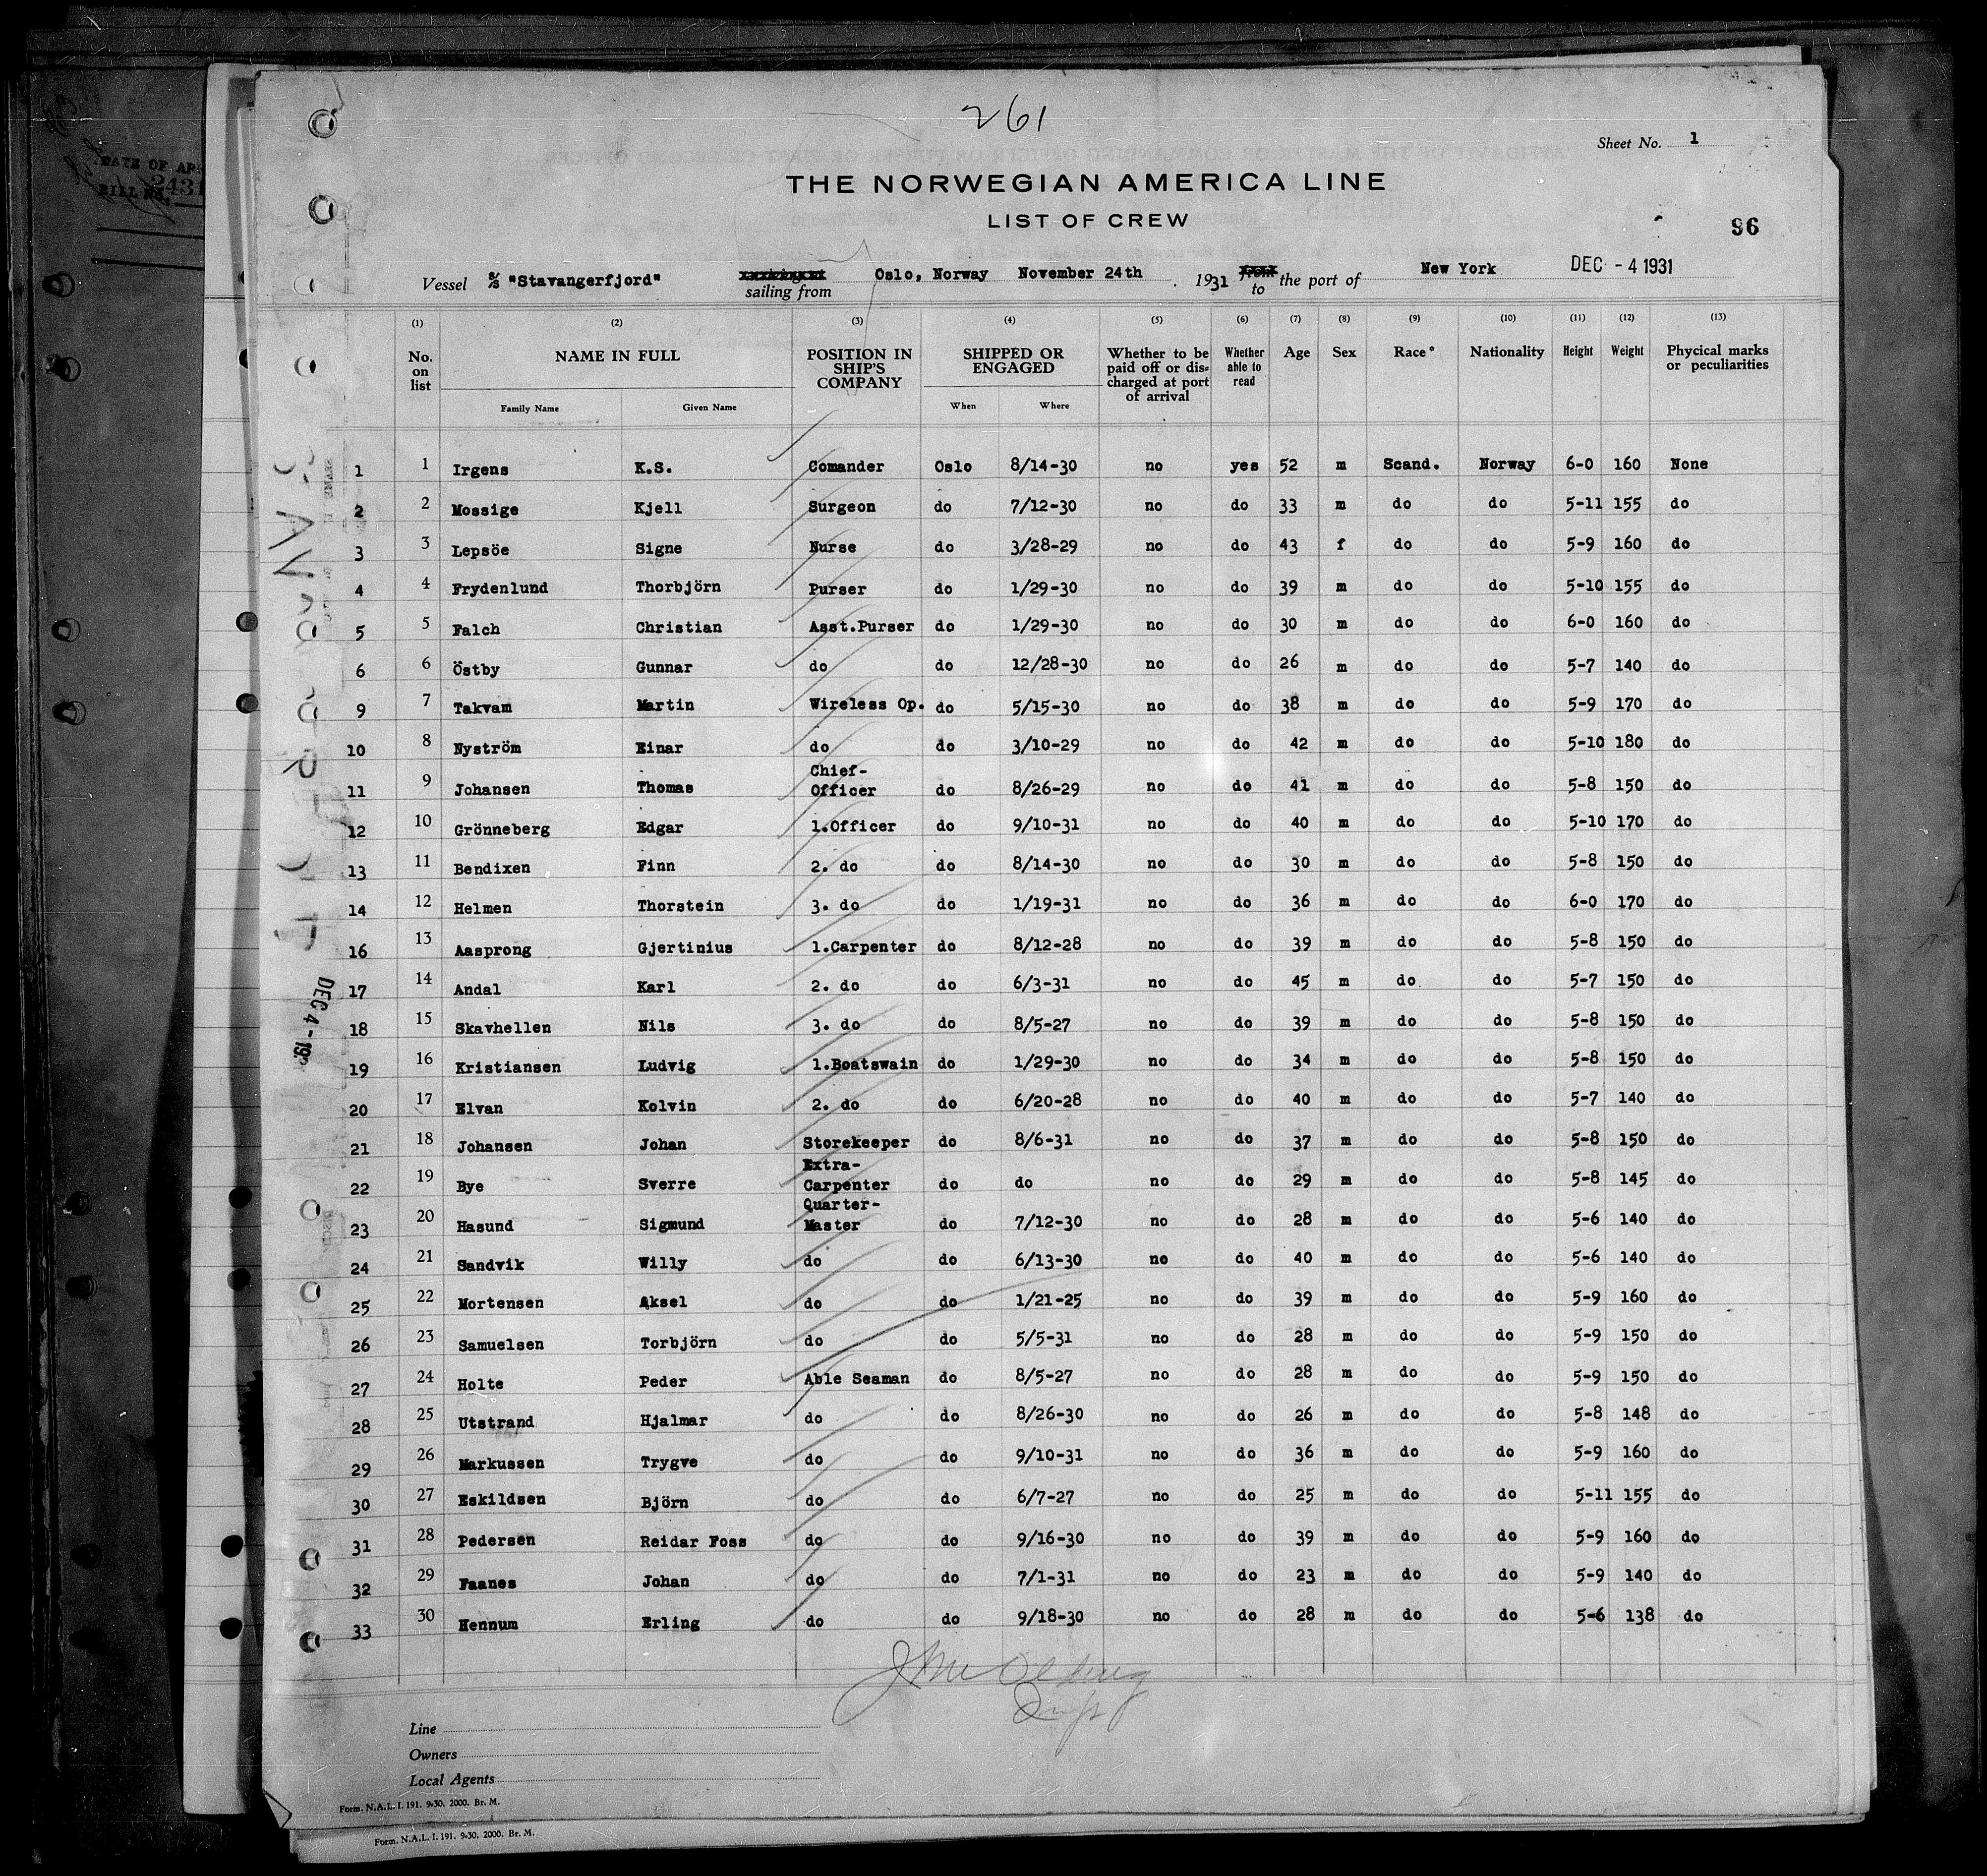 261
Sheet No. 1
THE NORWEGIAN AMERICA LINE
LIST OF CREW
96
Vessel S/S "Stavangerfjord" sailing from Oslo, Norway November 24th. 1931 from to the port of New York DEC -4 1931
(1) (2) (3) (4) (5) (6) (7) (8) (9) (10) (11) (12) (13)
No. on list NAME IN FULL POSITION IN SHIP'S COMPANY SHIPPED OR ENGAGED Whether to be paid off or dis-charged at port of arrival Whether able to read Age Sex Race* Nationality Height Weight Phycical marks or peculiarities
Family Name Given Name When Where
1 1 Irgens K.S. Comander Oslo 8/14-30 no yes 52 m Scand. Norway 6-0 160 None
2 2 Mossige Kjell Surgeon do 7/12-30 no do 33 m do do 5-11 155 do
3 3 Lepsöe Signe Nurse do 3/28-29 no do 43 f do do 5-9 160 do
4 4 Frydenlund Thorbjörn Purser do 1/29-30 no do 39 m do do 5-10 155 do
5 5 Falch Christian Asst.Purser do 1/29-30 no do 30 m do do 6-0 160 do
6 6 Östby Gunnar do do 12/28-30 no do 26 m do do 5-7 140 do
9 7 Takvam Martin Wireless Op. do 5/15-30 no do 38 m do do 5-9 170 do
10 8 Nyström Einar do do 3/10-29 no do 42 m do do 5-10 180 do
11 9 Johansen Thomas Chief-Officer do 8/26-29 no do 41 m do do 5-8 150 do
12 10 Grönneberg Edgar 1.Officer do 9/10-31 no do 40 m do do 5-10 170 do
13 11 Bendixen Finn 2. do do 8/14-30 no do 30 m do do 5-8 150 do
14 12 Helmen Thorstein 3. do do 1/19-31 no do 36 m do do 6-0 170 do
16 13 Aasprong Gjertinius 1.Carpenter do 8/12-28 no do 39 m do do 5-8 150 do
17 14 Andal Karl 2. do do 6/3-31 no do 45 m do do 5-7 150 do
18 15 Skavhellen Nils 3. do do 8/5-27 no do 39 m do do 5-8 150 do
19 16 Kristiansen Ludvig 1.Boatswain do 1/29-30 no do 34 m do do 5-8 150 do
20 17 Elvan Kolvin 2. do do 6/20-28 no do 40 m do do 5-7 140 do
21 18 Johansen Johan Storekeeper do 8/6-31 no do 37 m do do 5-8 150 do
22 19 Bye Sverre Extra-Carpenter do do no do 29 m do do 5-8 145 do
23 20 Hasund Sigmund Quarter-Master do 7/12-30 no do 28 m do do 5-6 140 do
24 21 Sandvik Willy do do 6/13-30 no do 40 m do do 5-6 140 do
25 22 Mortensen Aksel do do 1/21-25 no do 39 m do do 5-9 160 do
26 23 Samuelsen Torbjörn do do 5/5-31 no do 28 m do do 5-9 150 do
27 24 Holte Peder Able Seaman do 8/5-27 no do 28 m do do 5-9 150 do
28 25 Utstrand Hjalmar do do 8/26-30 no do 26 m do do 5-8 148 do
29 26 Markussen Trygve do do 9/10-31 no do 36 m do do 5-9 160 do
30 27 Eskildsen Björn do do 6/7-27 no do 25 m do do 5-11 155 do
31 28 Pedersen Reidar Foss do do 9/16-30 no do 39 m do do 5-9 160 do
32 29 Faanes Johan do do 7/1-31 no do 23 m do do 5-9 140 do
33 30 Hennum Erling do do 9/18-30 no do 28 m do do 5-6 138 do
Line
Owners
Local Agents
Form. N.A.L. I. 191. 9-30. 2000. Br. M.
Form. N.A.L. I. 191. 9-30. 2000. Br. M.
DATE OF
BILL 2431
DEC 4-19